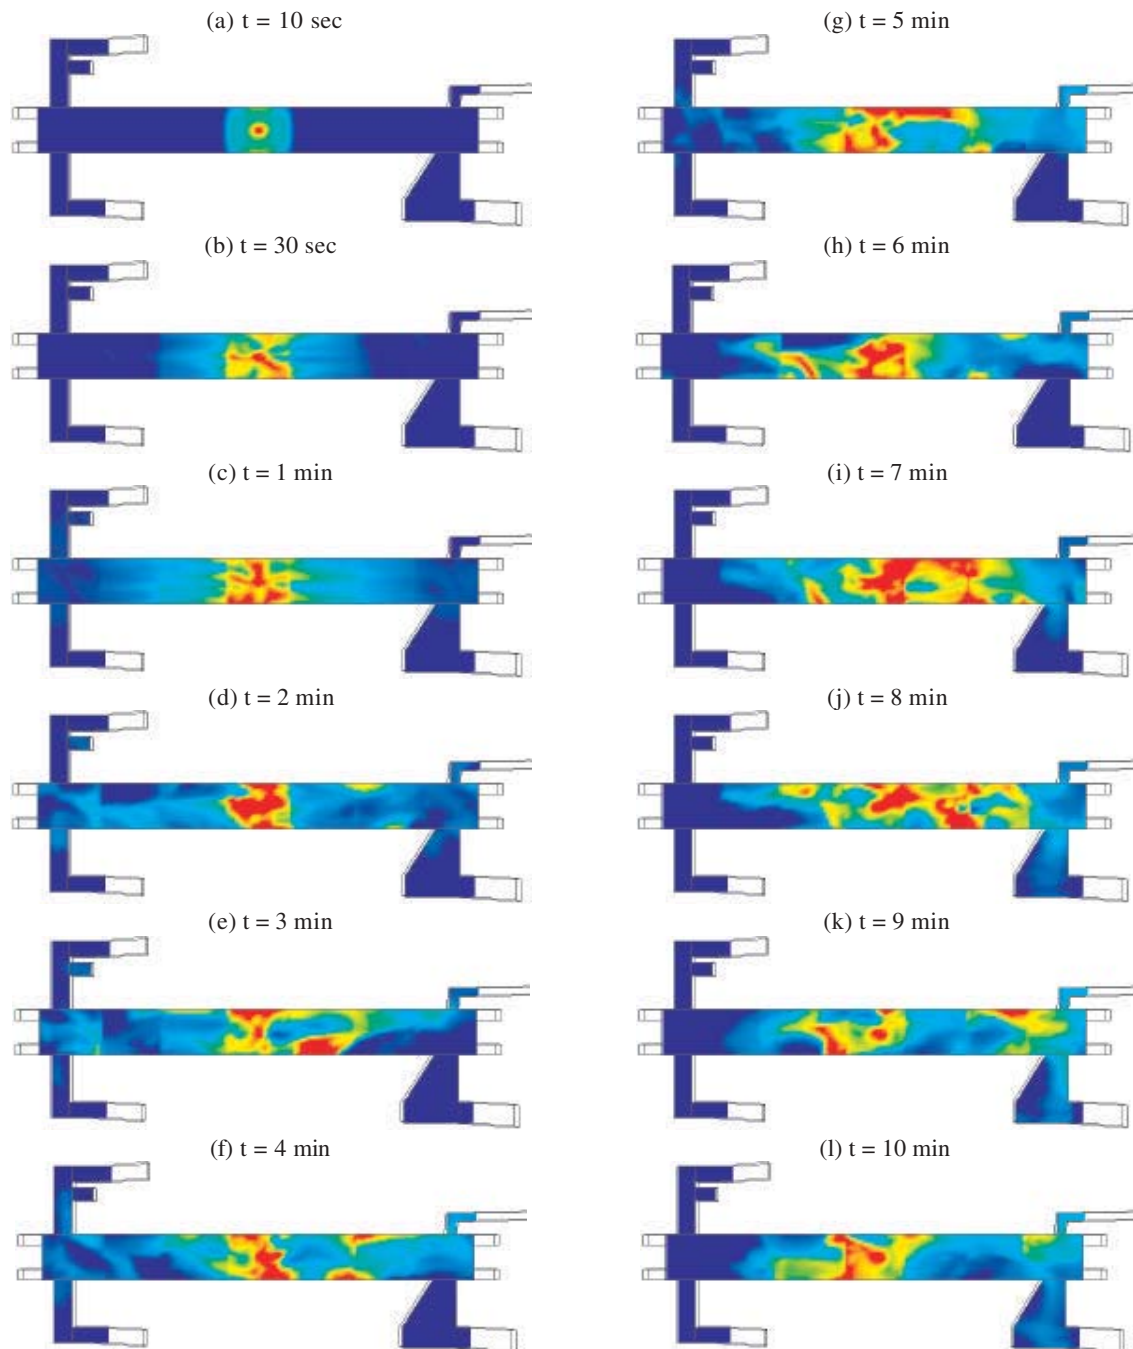 (a) t = 10 sec
(b) t = 30 sec
(c) t = 1 min
(d) t = 2 min
(e) t = 3 min
(f) t = 4 min
(g) t = 5 min
(h) t = 6 min
(i) t = 7 min
(j) t = 8 min
(k) t = 9 min
(l) t = 10 min